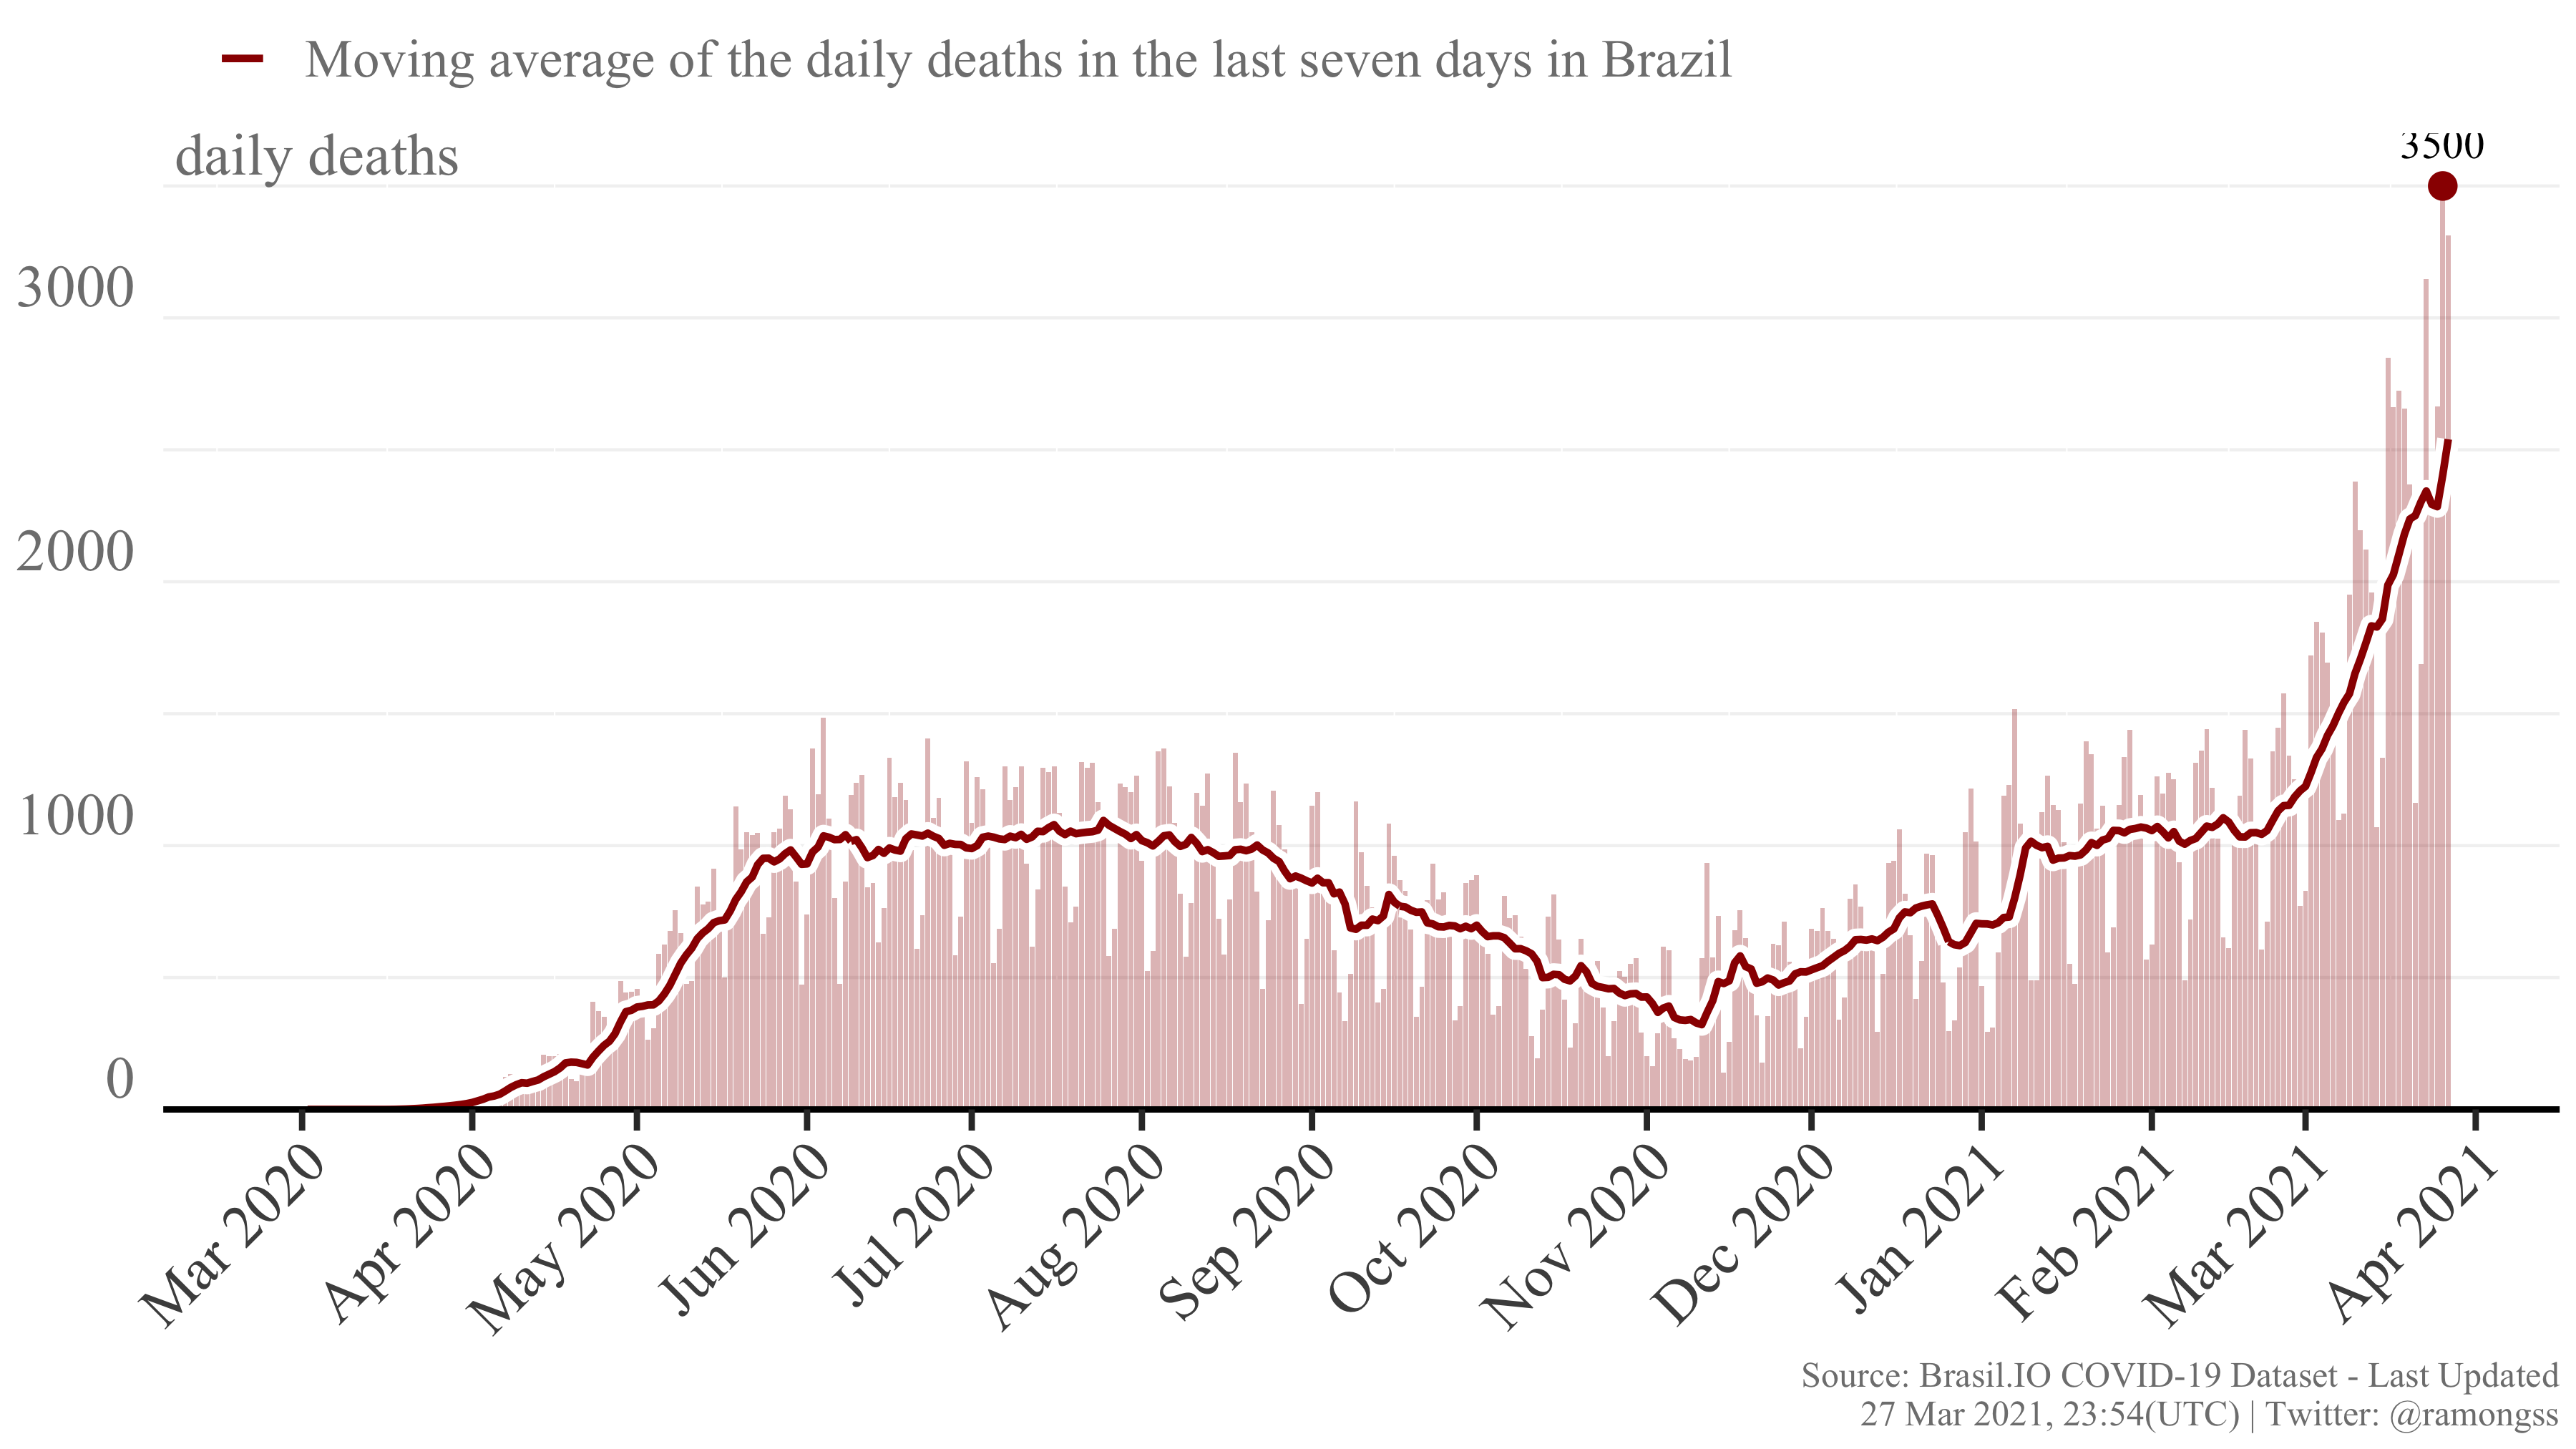 Moving average of the daily deaths in the last seven days in Brazil
daily deaths
3500
3000
2000
1000
0
Mar 2020
Apr 2020
May 2020
Jun 2020
Jul 2020
Aug 2020
Sep 2020
Oct 2020
Nov 2020
Dec 2020
Jan 2021
Feb 2021
Mar 2021
Apr 2021
Source: Brasil.IO COVID-19 Dataset - Last Updated
27 Mar 2021, 23:54(UTC) | Twitter: @ramongss